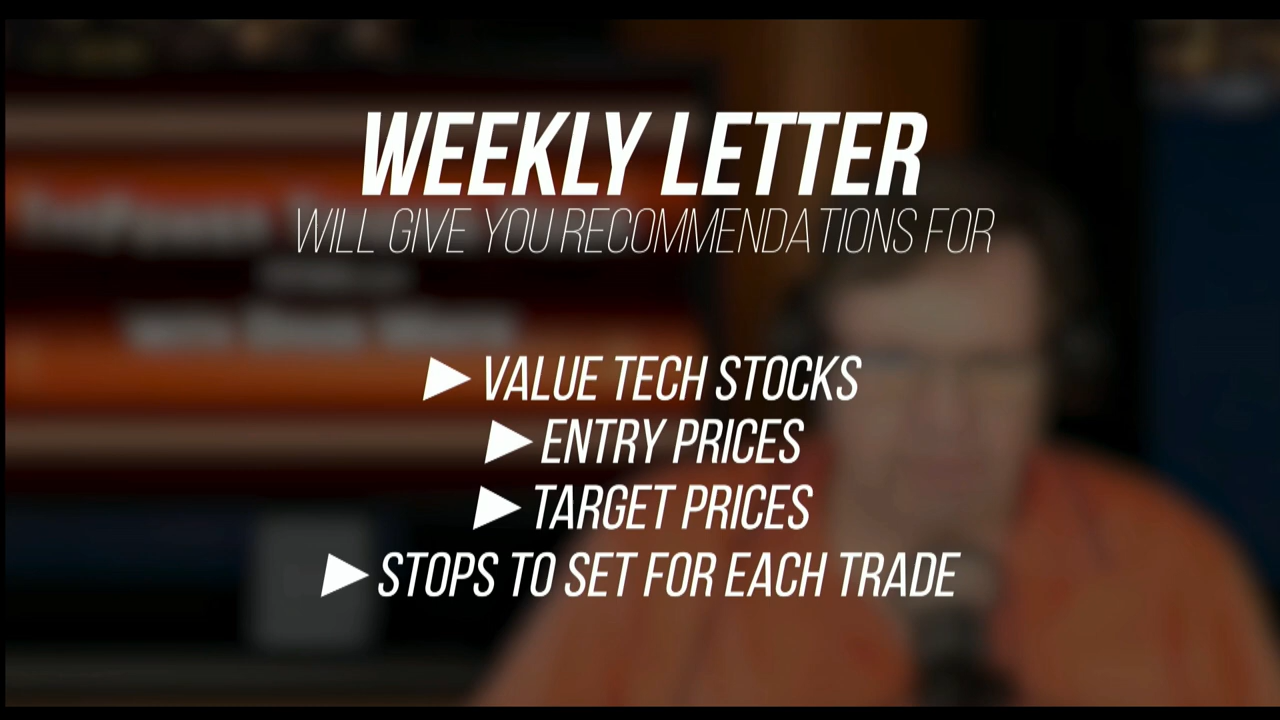 WEEKLY LETTER
WILL GIVE YOU RECOMMENDATIONS FOR
► VALUE TECH STOCKS
► ENTRY PRICES
► TARGET PRICES
► STOPS TO SET FOR EACH TRADE